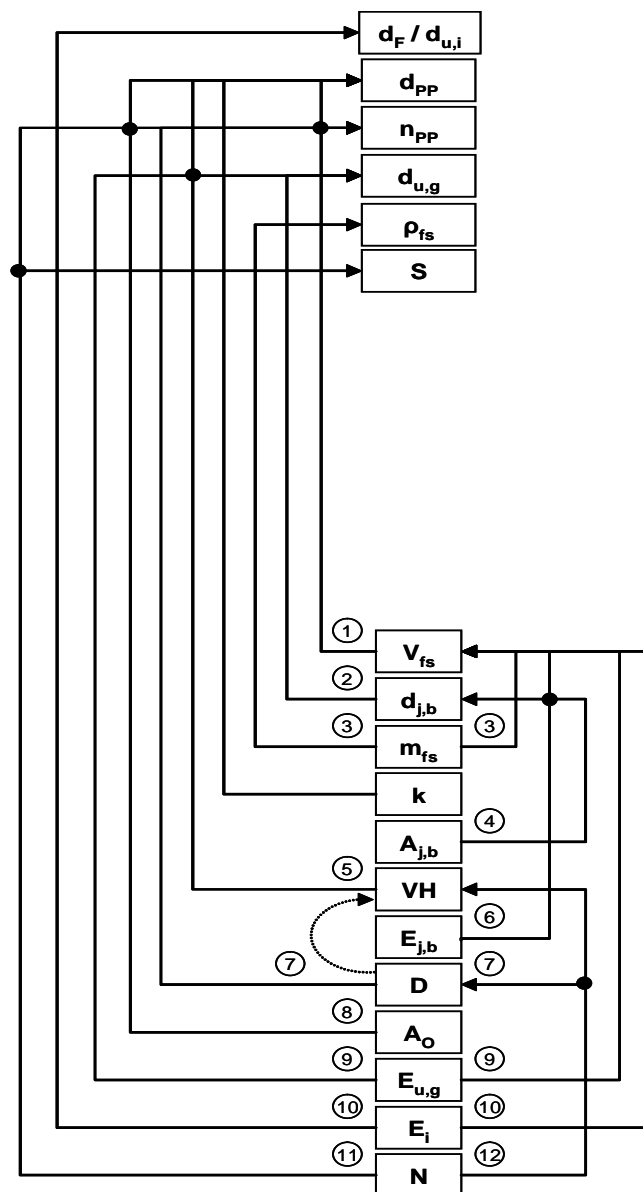 d_F / d_u,i
d_PP
n_PP
d_u,g
ρ_fs
S
① V_fs
② d_j,b
③ m_fs ③
k
A_j,b ④
⑤ VH
E_j,b ⑥
⑦ D ⑦
⑧ A_O
⑨ E_u,g ⑨
⑩ E_i ⑩
⑪ N ⑫